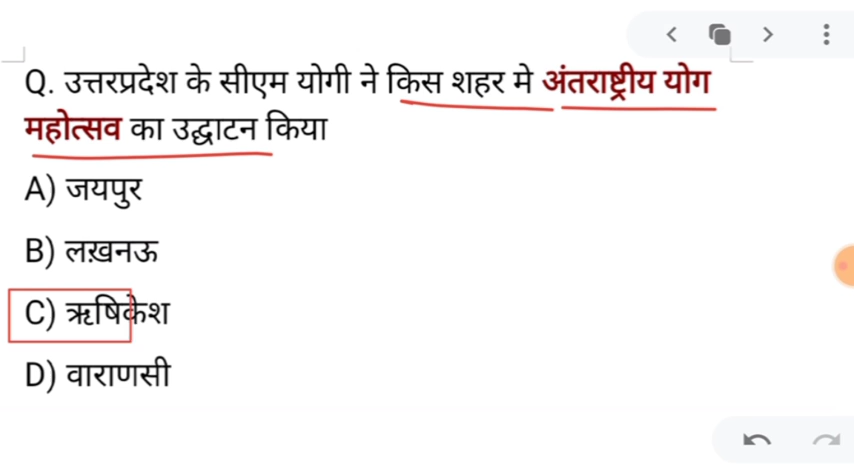 Q. उत्तरप्रदेश के सीएम योगी ने किस शहर मे अंतराष्ट्रीय योग
महोत्सव का उद्घाटन किया
A) जयपुर
B) लख़नऊ
C) ऋषिकेश
D) वाराणसी